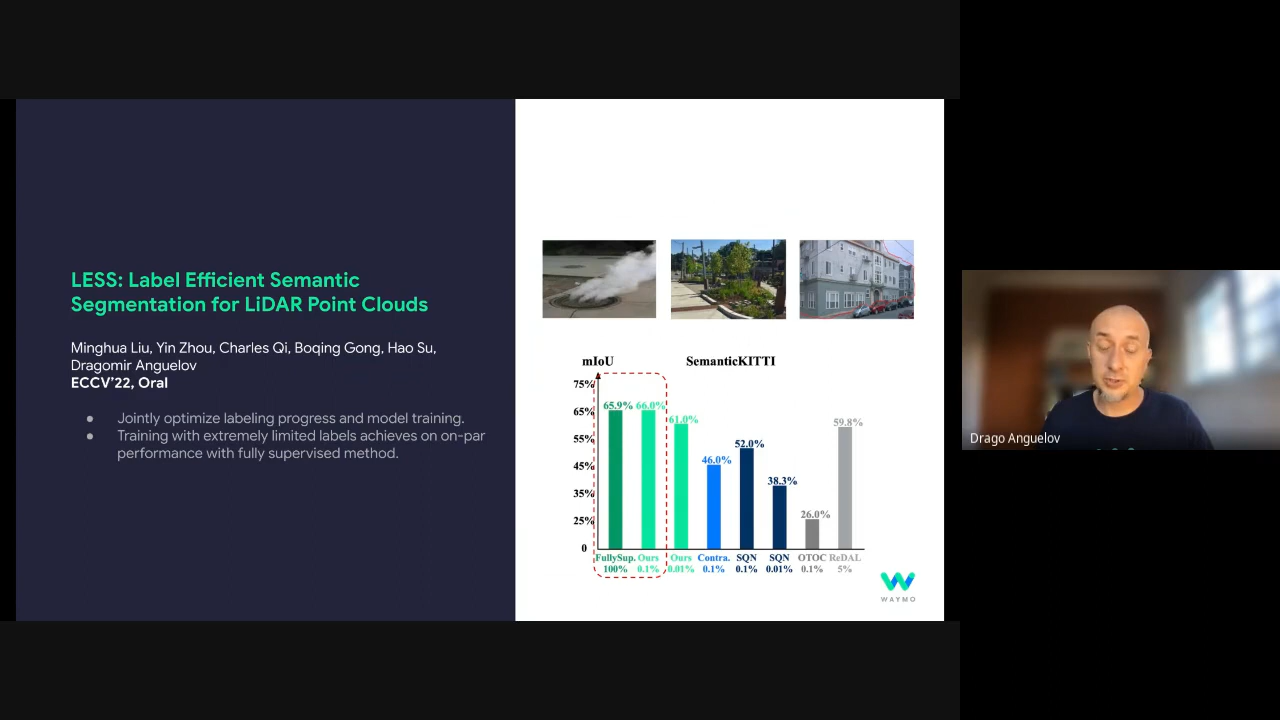 LESS: Label Efficient Semantic
Segmentation for LiDAR Point Clouds
Minghua Liu, Yin Zhou, Charles Qi, Boqing Gong, Hao Su,
Dragomir Anguelov
ECCV'22, Oral
● Jointly optimize labeling progress and model training.
● Training with extremely limited labels achieves on on-par
performance with fully supervised method.
mIoU SemanticKITTI
75%
65%
55%
45%
35%
25%
0
65.9% 66.0% 61.0% 46.0% 52.0% 38.3% 26.0% 59.8%
FullySup. Ours Ours Contra. SQN SQN OTOC ReDAL
100% 0.1% 0.01% 0.1% 0.1% 0.01% 0.1% 5%
WAYMO
Drago Anguelov